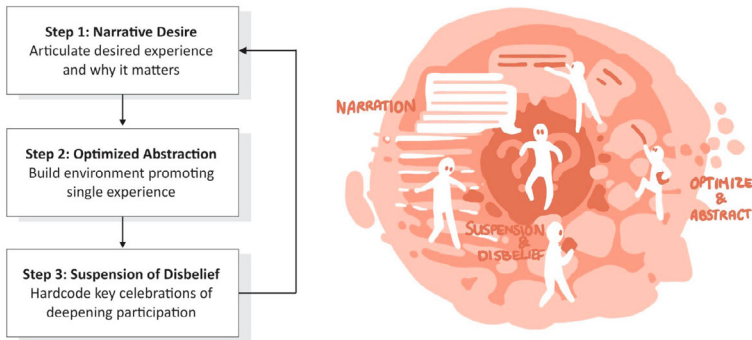 Step 1: Narrative Desire
Articulate desired experience
and why it matters
Step 2: Optimized Abstraction
Build environment promoting
single experience
Step 3: Suspension of Disbelief
Hardcode key celebrations of
deepening participation
NARRATION
OPTIMIZE
&
ABSTRACT
SUSPENSION
&
DISBELIEF